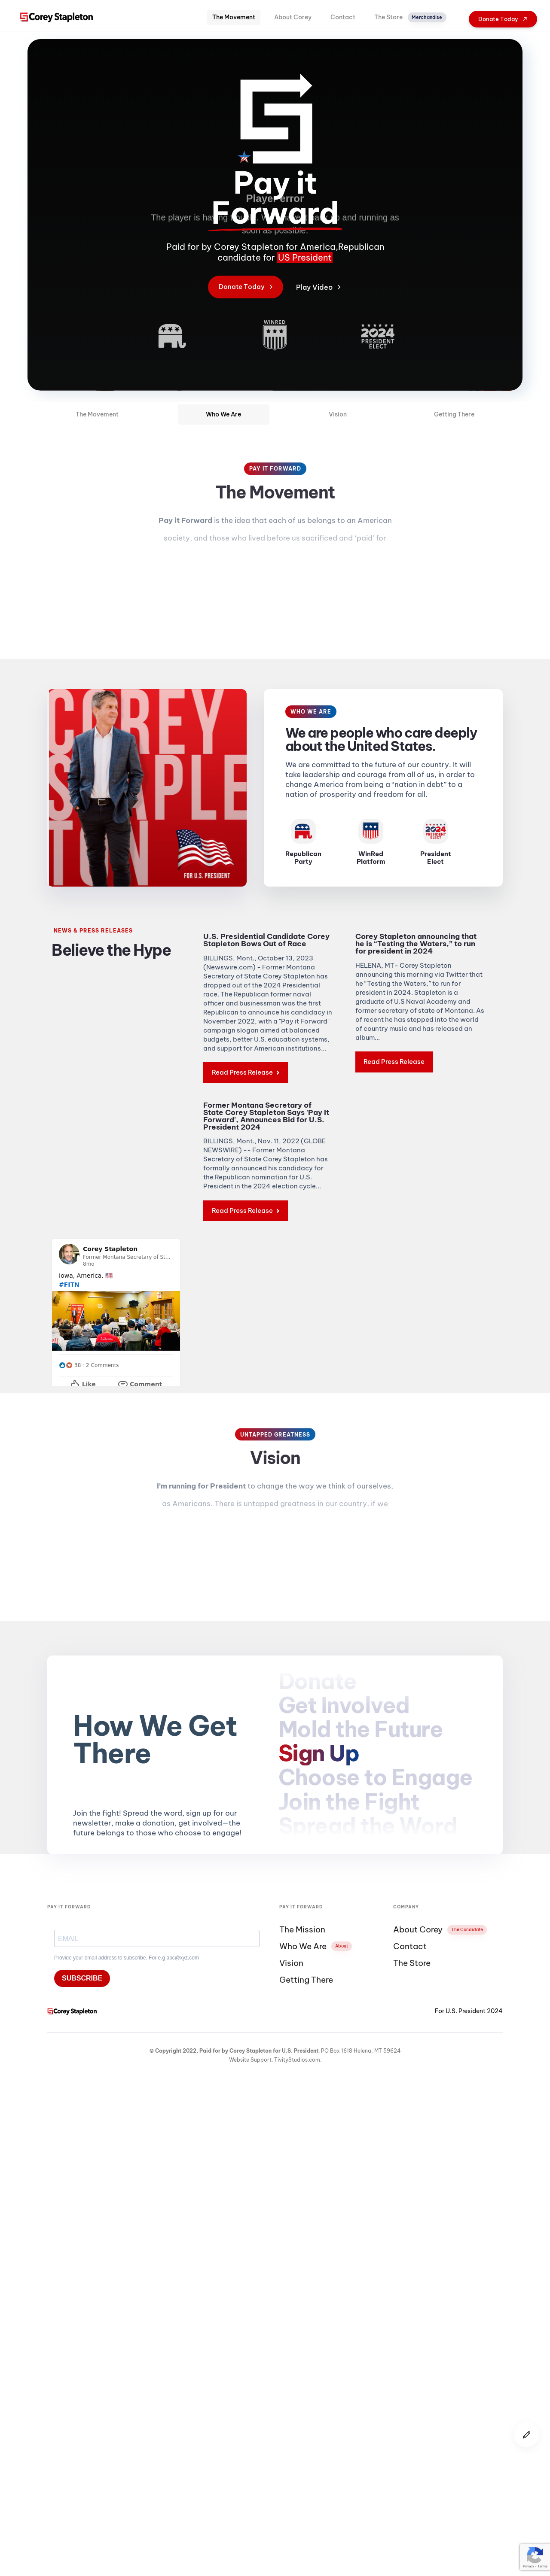 Corey Stapleton
The Movement
About Corey
Contact
The Store Merchandise
Donate Today
Pay it
Forward
Player error
The player is having
up and running as
soon as possible.
Paid for by Corey Stapleton for America,Republican
candidate for US President
Donate Today
Play Video
WINRED
2024
PRESIDENT
ELECT
The Movement
Who We Are
Vision
Getting There
PAY IT FORWARD
The Movement
Pay it Forward is the idea that each of us belongs to an American
society, and those who lived before us sacrificed and ‘paid’ for
COREY
STAPLE
TON
FOR U.S. PRESIDENT
WHO WE ARE
We are people who care deeply
about the United States.
We are committed to the future of our country. It will
take leadership and courage from all of us, in order to
change America from being a “nation in debt” to a
nation of prosperity and freedom for all.
2024
PRESIDENT
ELECT
Republican
Party
WinRed
Platform
President
Elect
NEWS & PRESS RELEASES
Believe the Hype
U.S. Presidential Candidate Corey
Stapleton Bows Out of Race
BILLINGS, Mont., October 13, 2023
(Newswire.com) - Former Montana
Secretary of State Corey Stapleton has
dropped out of the 2024 Presidential
race. The Republican former naval
officer and businessman was the first
Republican to announce his candidacy in
November 2022, with a "Pay it Forward"
campaign slogan aimed at balanced
budgets, better U.S. education systems,
and support for American institutions...
Read Press Release
Corey Stapleton announcing that
he is “Testing the Waters,” to run
for president in 2024
HELENA, MT– Corey Stapleton
announcing this morning via Twitter that
he “Testing the Waters,” to run for
president in 2024. Stapleton is a
graduate of U.S Naval Academy and
former secretary of state of Montana. As
of recent he has stepped into the world
of country music and has released an
album...
Read Press Release
Former Montana Secretary of
State Corey Stapleton Says 'Pay It
Forward', Announces Bid for U.S.
President 2024
BILLINGS, Mont., Nov. 11, 2022 (GLOBE
NEWSWIRE) -- Former Montana
Secretary of State Corey Stapleton has
formally announced his candidacy for
the Republican nomination for U.S.
President in the 2024 election cycle...
Read Press Release
Corey Stapleton
Former Montana Secretary of St...
8mo
Iowa, America. 🇺🇸
#FITN
38 · 2 Comments
Like
Comment
UNTAPPED GREATNESS
Vision
I’m running for President to change the way we think of ourselves,
as Americans. There is untapped greatness in our country, if we
How We Get
There
Join the fight! Spread the word, sign up for our
newsletter, make a donation, get involved—the
future belongs to those who choose to engage!
Donate
Get Involved
Mold the Future
Sign Up
Choose to Engage
Join the Fight
Spread the Word
PAY IT FORWARD
EMAIL
Provide your email address to subscribe. For e.g abc@xyz.com
SUBSCRIBE
PAY IT FORWARD
The Mission
Who We Are About
Vision
Getting There
COMPANY
About Corey The Candidate
Contact
The Store
Corey Stapleton
For U.S. President 2024
© Copyright 2022, Paid for by Corey Stapleton for U.S. President. PO Box 1618 Helena, MT 59624
Website Support: TivityStudios.com.
Privacy - Terms